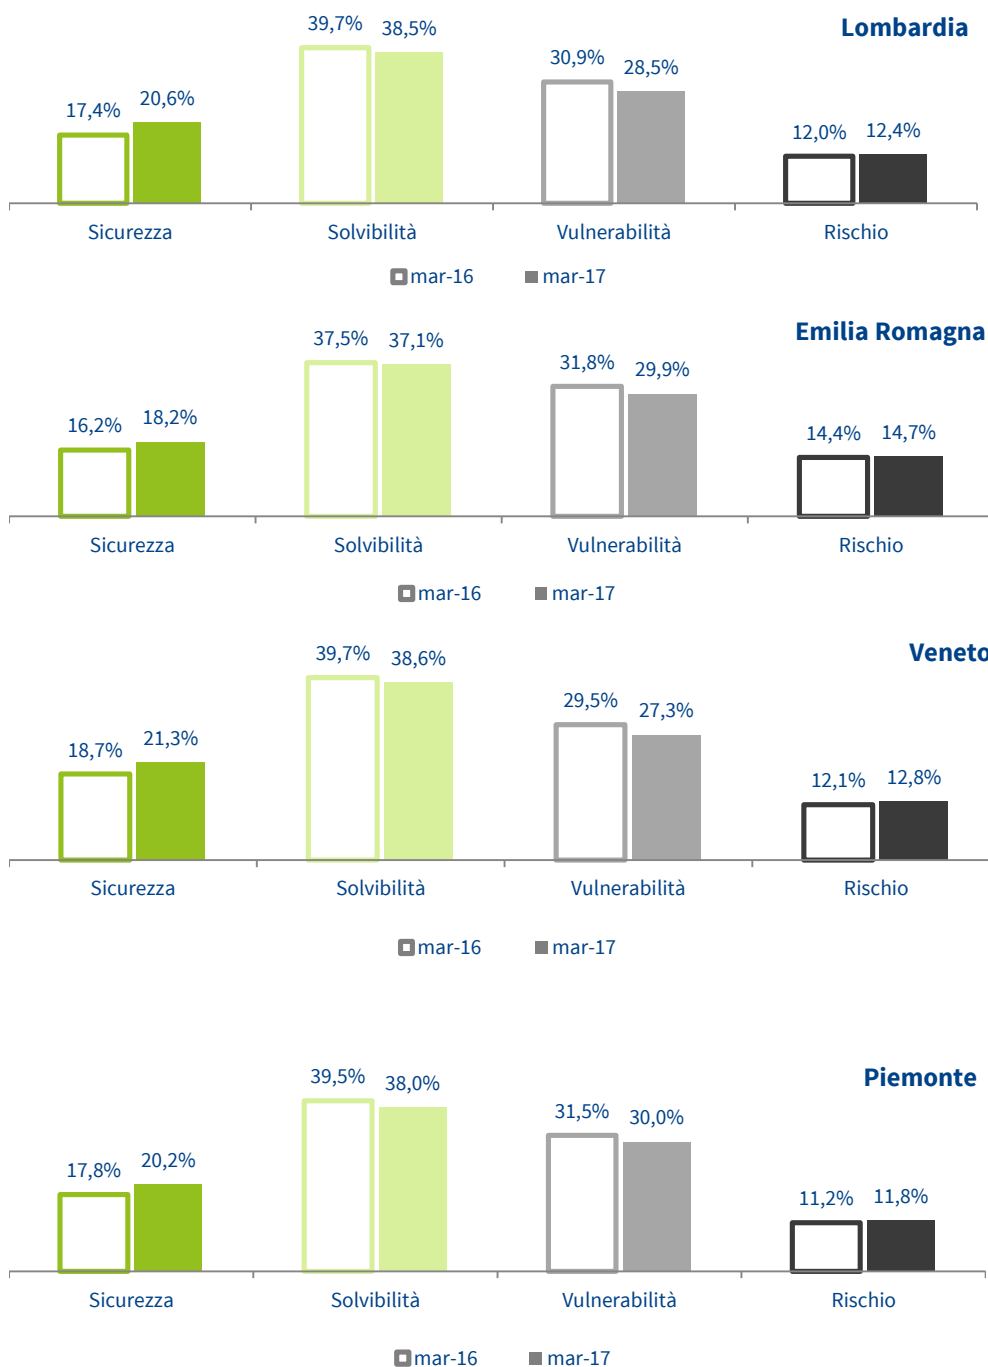 Lombardia
39,7% 38,5%
30,9% 28,5%
17,4% 20,6%
12,0% 12,4%
Sicurezza Solvibilità Vulnerabilità Rischio
mar-16 mar-17
Emilia Romagna
37,5% 37,1%
31,8% 29,9%
16,2% 18,2%
14,4% 14,7%
Sicurezza Solvibilità Vulnerabilità Rischio
mar-16 mar-17
Veneto
39,7% 38,6%
29,5% 27,3%
18,7% 21,3%
12,1% 12,8%
Sicurezza Solvibilità Vulnerabilità Rischio
mar-16 mar-17
Piemonte
39,5% 38,0%
31,5% 30,0%
17,8% 20,2%
11,2% 11,8%
Sicurezza Solvibilità Vulnerabilità Rischio
mar-16 mar-17